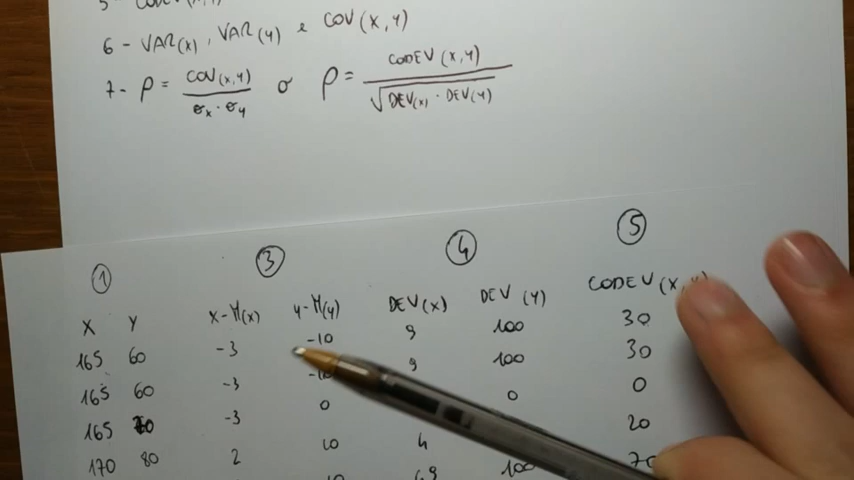 6 - VAR(x), VAR(y) e COV(x,y)
7- ρ = COV(x,y) / σx · σy o ρ = CODEV(x,y) / √DEV(x) · DEV(y)
① ③ ④ ⑤
X Y X-M(x) Y-M(y) DEV(X) DEV (Y) CODEV(X,Y)
165 60 -3 -10 9 100 30
165 60 -3 9 100 30
165 -3 0 0 0
170 80 2 10 4 20
100 70